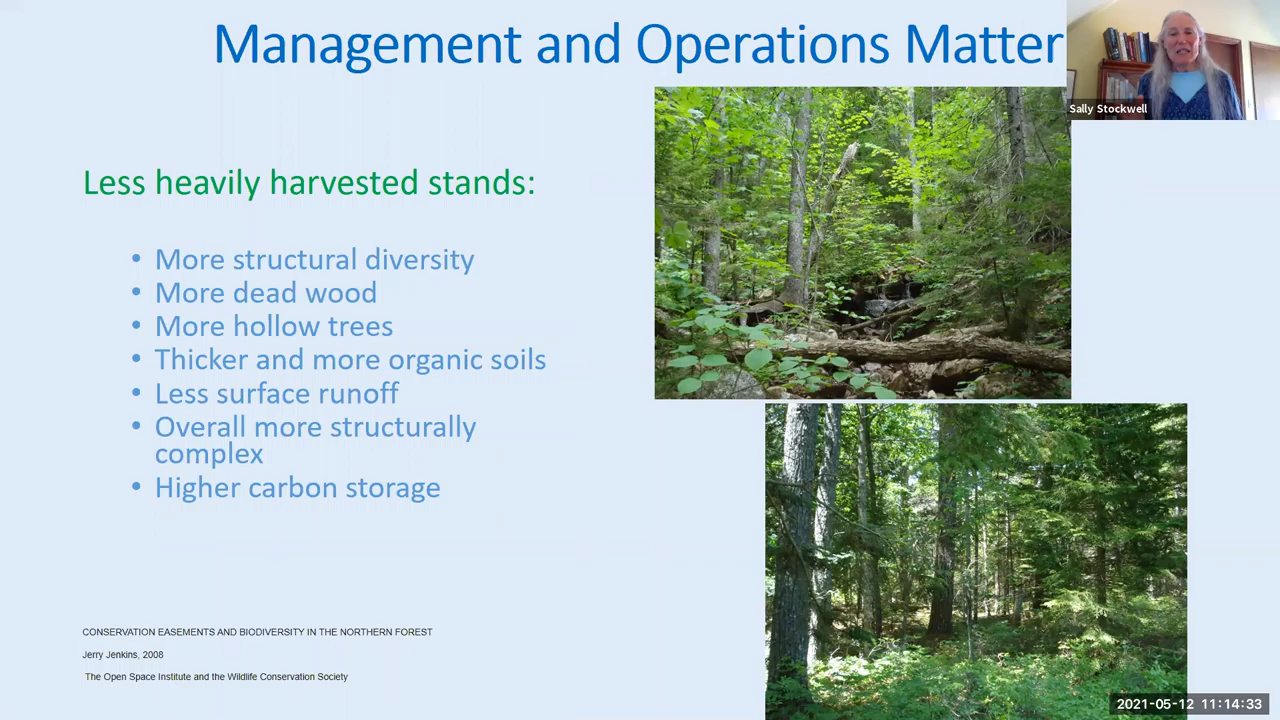 Management and Operations Matter
Sally Stockwell
Less heavily harvested stands:
• More structural diversity
• More dead wood
• More hollow trees
• Thicker and more organic soils
• Less surface runoff
• Overall more structurally
complex
• Higher carbon storage
CONSERVATION EASEMENTS AND BIODIVERSITY IN THE NORTHERN FOREST
Jerry Jenkins, 2008
The Open Space Institute and the Wildlife Conservation Society
2021-05-12 11:14:33